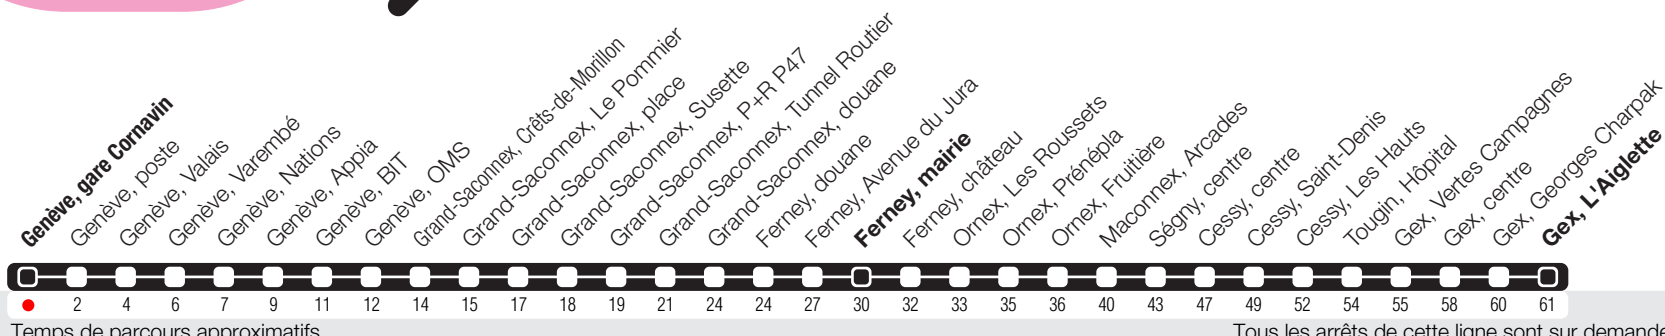 Genève, gare Cornavin
Genève, poste
Genève, Valais
Genève, Varembé
Genève, Nations
Genève, Appia
Genève, BIT
Genève, OMS
Grand-Saconnex, Crêts-de-Morillon
Grand-Saconnex, Le Pommier
Grand-Saconnex, place
Grand-Saconnex, Susette
Grand-Saconnex, P+R P47
Grand-Saconnex, Tunnel Routier
Grand-Saconnex, douane
Ferney, douane
Ferney, Avenue du Jura
Ferney, mairie
Ferney, château
Ornex, Les Roussets
Ornex, Prénépla
Ornex, Fruitière
Maconnex, Arcades
Ségny, centre
Cessy, centre
Cessy, Saint-Denis
Cessy, Les Hauts
Tougin, Hôpital
Gex, Vertes Campagnes
Gex, centre
Gex, Georges Charpak
Gex, L'Aiglette
2 4 6 7 9 11 12 14 15 17 18 19 21 24 24 27 30 32 33 35 36 40 43 47 49 52 54 55 58 60 61
Temps de parcours approximatifs
Tous les arrêts de cette ligne sont sur demande